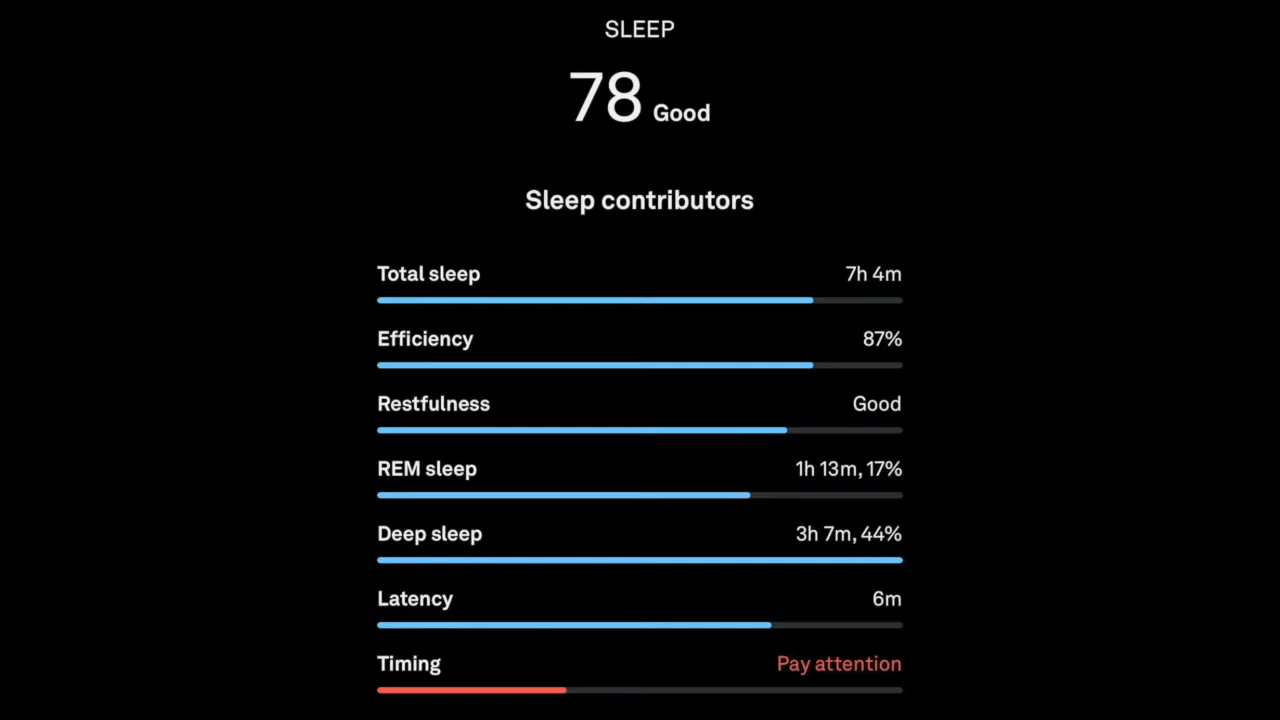 SLEEP
78 Good
Sleep contributors
Total sleep 7h 4m
Efficiency 87%
Restfulness Good
REM sleep 1h 13m, 17%
Deep sleep 3h 7m, 44%
Latency 6m
Timing Pay attention